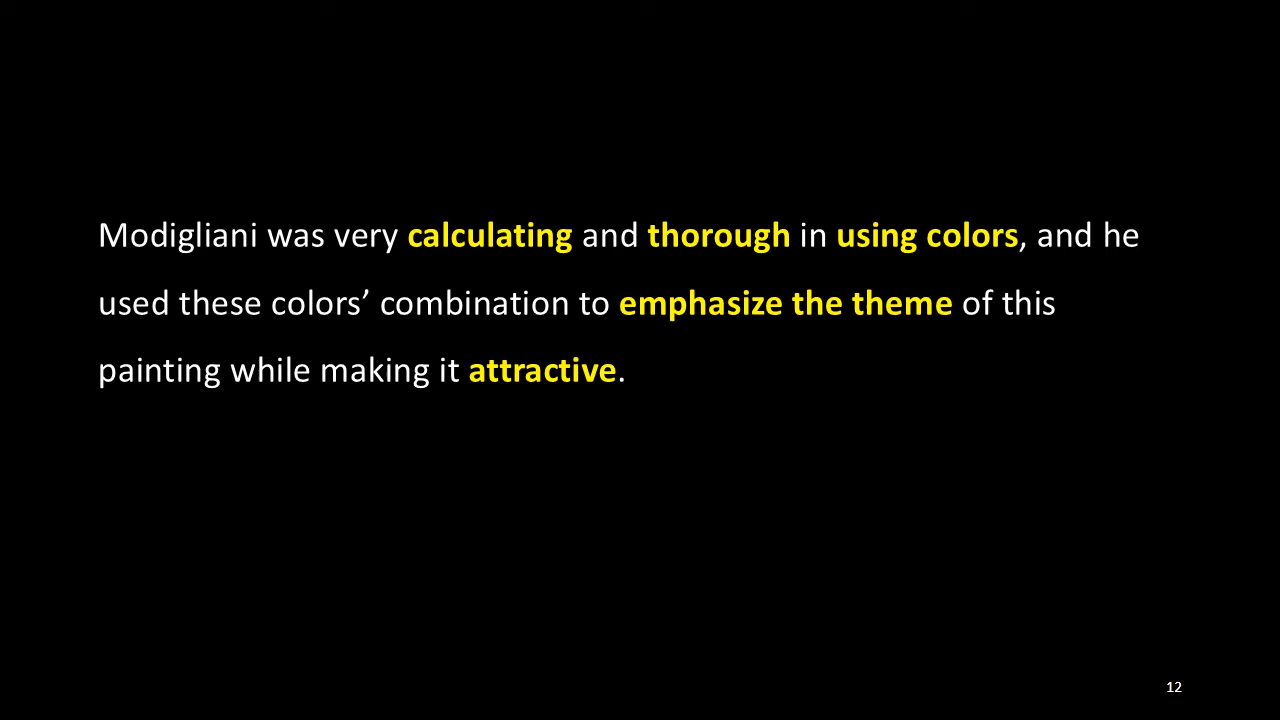 Modigliani was very calculating and thorough in using colors, and he
used these colors’ combination to emphasize the theme of this
painting while making it attractive.
12